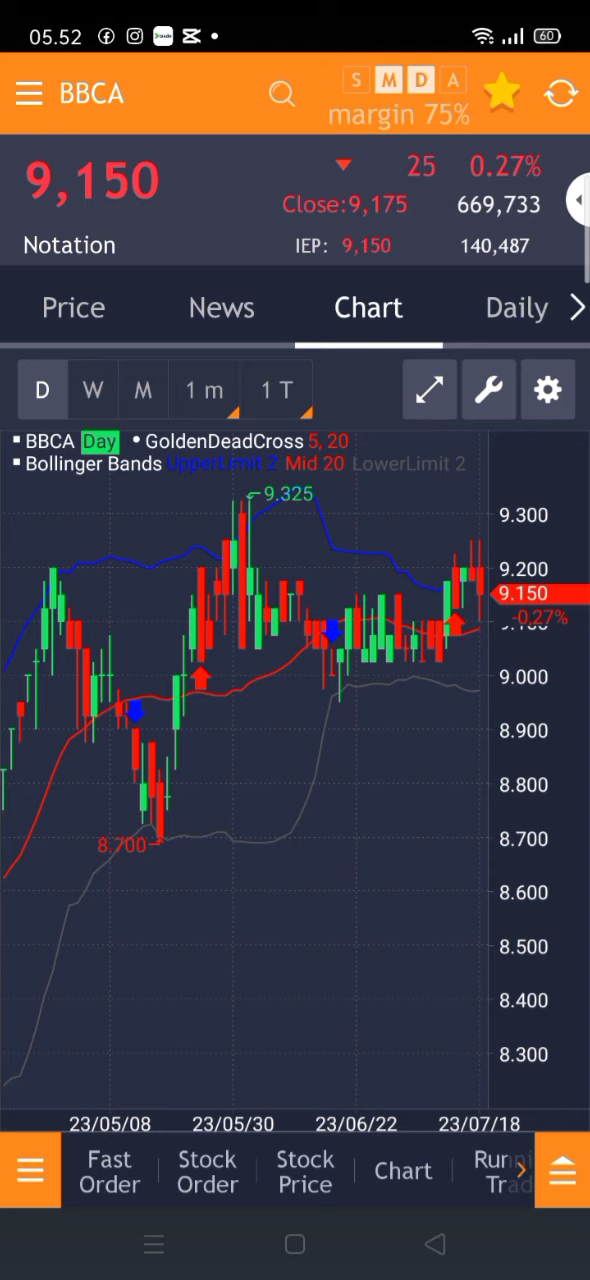 05.52 60
BBCA S M D A
margin 75%
9,150 25 0.27%
Close:9,175 669,733
Notation IEP: 9,150 140,487
Price News Chart Daily
D W M 1 m 1 T
BBCA Day GoldenDeadCross 5, 20
Bollinger Bands UpperLimit 2 Mid 20 LowerLimit 2
9.325
9.300
9.200
9.150
-0.27%
9.000
8.900
8.800
8.700
8.700
8.600
8.500
8.400
8.300
23/05/08 23/05/30 23/06/22 23/07/18
Fast Order Stock Order Stock Price Chart